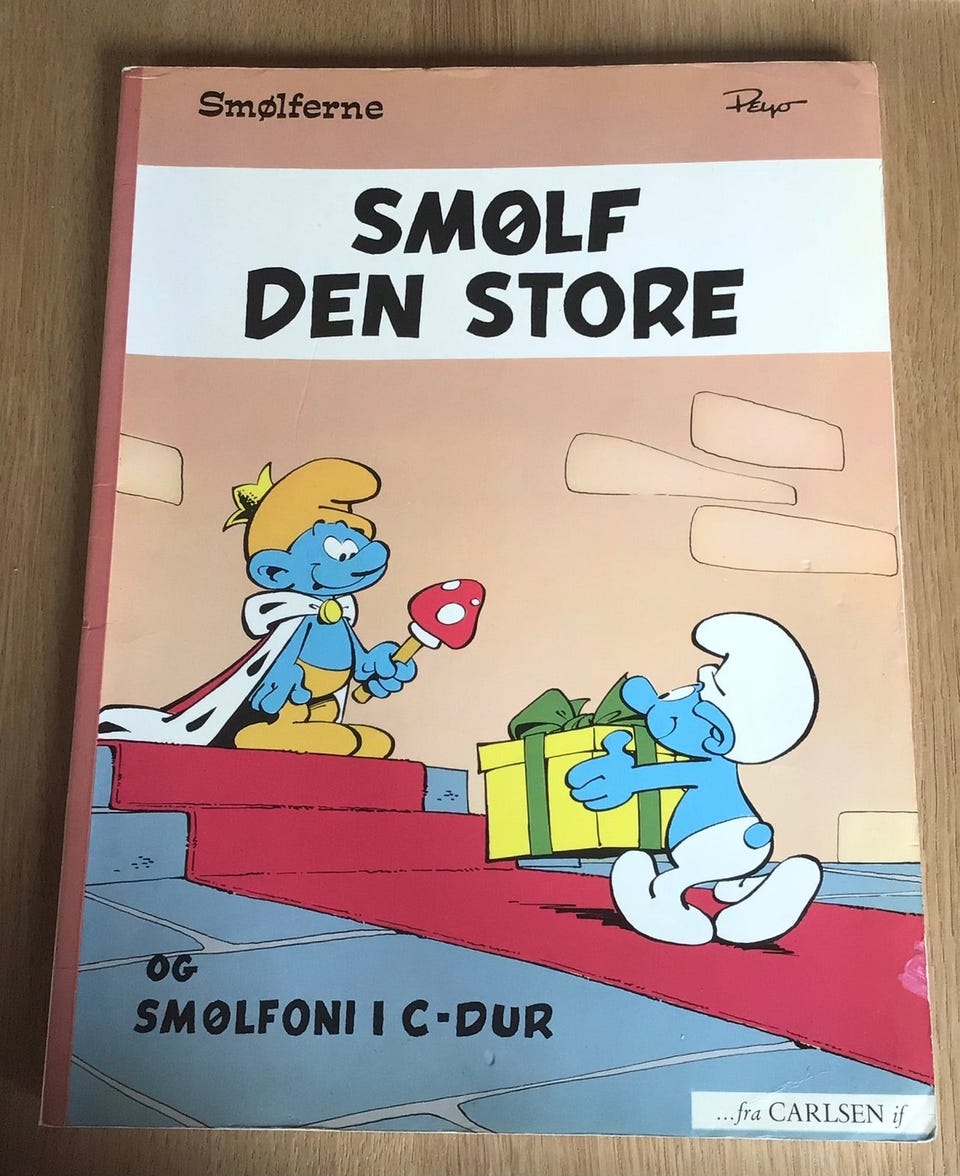 Smølferne
Peyo
SMØLF
DEN STORE
OG
SMØLFONI I C-DUR
...fra CARLSEN if